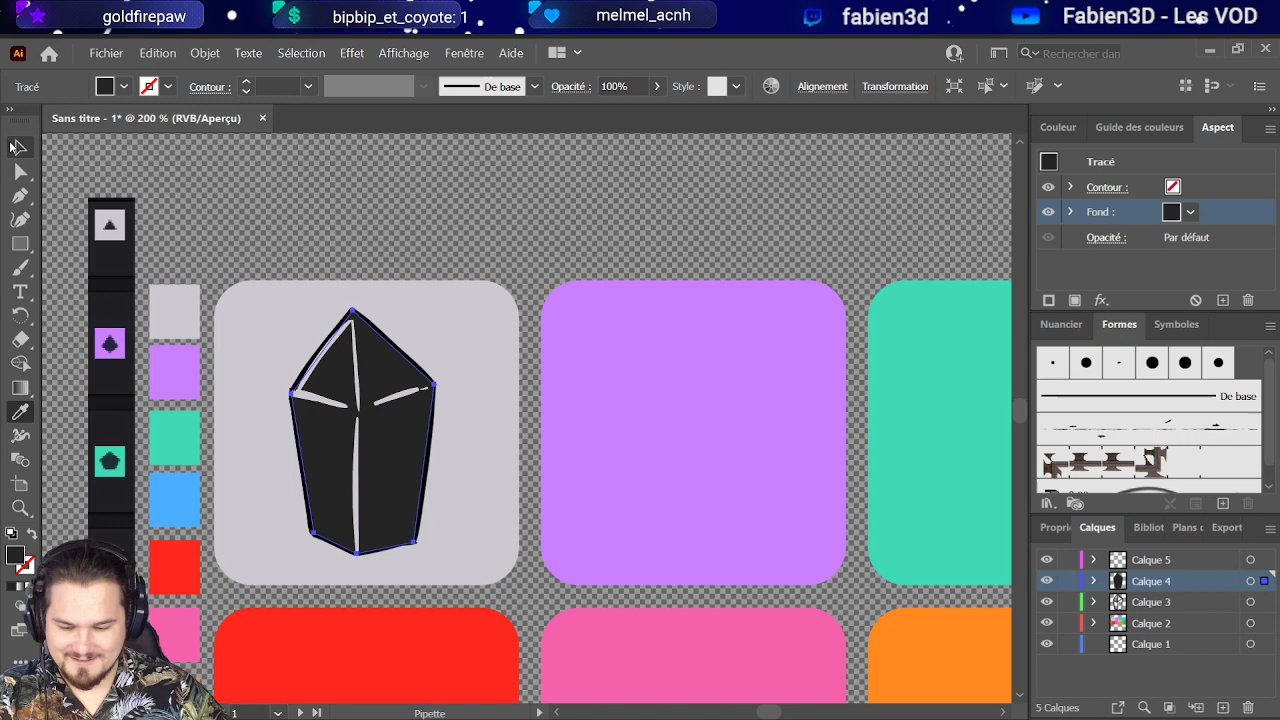 goldfirepaw
bipbip_et_coyote: 1
melmel_acnh
fabien3d
Fabien3D - Les VOD
Ai
Fichier Edition Objet Texte Sélection Effet Affichage Fenêtre Aide
Rechercher dan
Tracé
Contour :
De base
Opacité : 100%
Style :
Alignement
Transformation
Sans titre - 1* @ 200 % (RVB/Aperçu)
Couleur Guide des couleurs Aspect
Tracé
Contour :
Fond :
Opacité : Par défaut
Nuancier Formes Symboles
De base
Proprié Calques Bibliot Plans c Export
Calque 5
Calque 4
Calque 3
Calque 2
Calque 1
5 Calques
1
Pipette